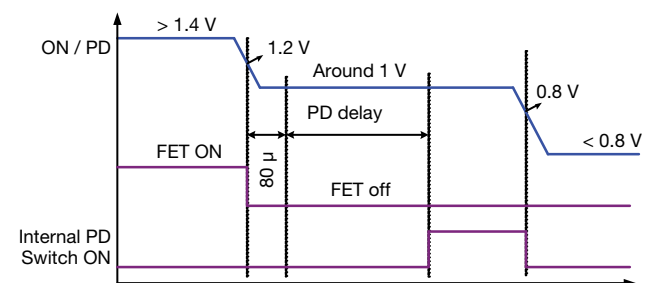 > 1.4 V
ON / PD
1.2 V
Around 1 V
0.8 V
PD delay
< 0.8 V
FET ON
80 μ
FET off
Internal PD
Switch ON